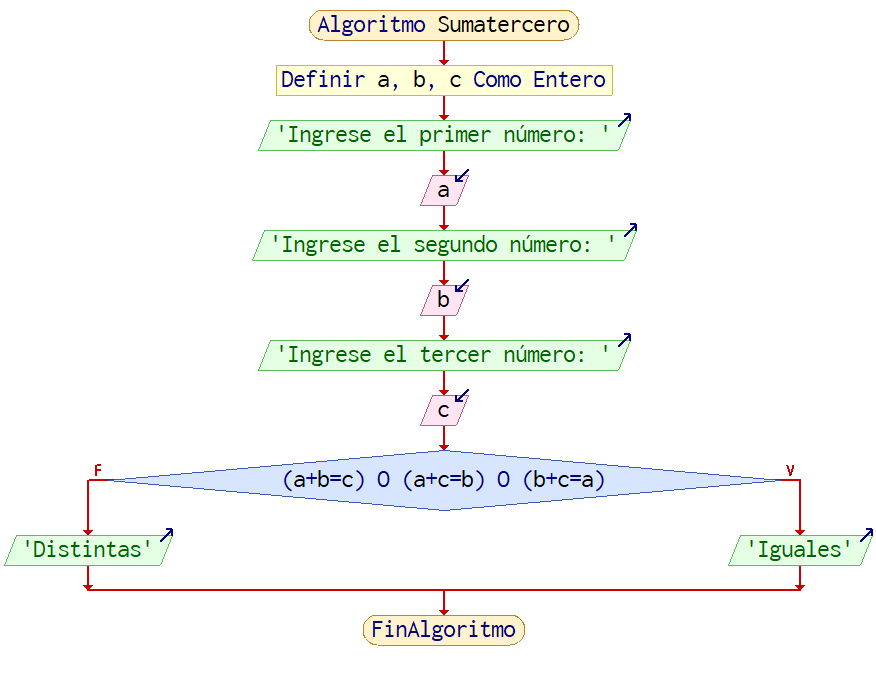 Algoritmo Sumatercero
Definir a, b, c Como Entero
'Ingrese el primer número: '
a
'Ingrese el segundo número: '
b
'Ingrese el tercer número: '
c
F
V
(a+b=c) O (a+c=b) O (b+c=a)
'Distintas'
'Iguales'
FinAlgoritmo